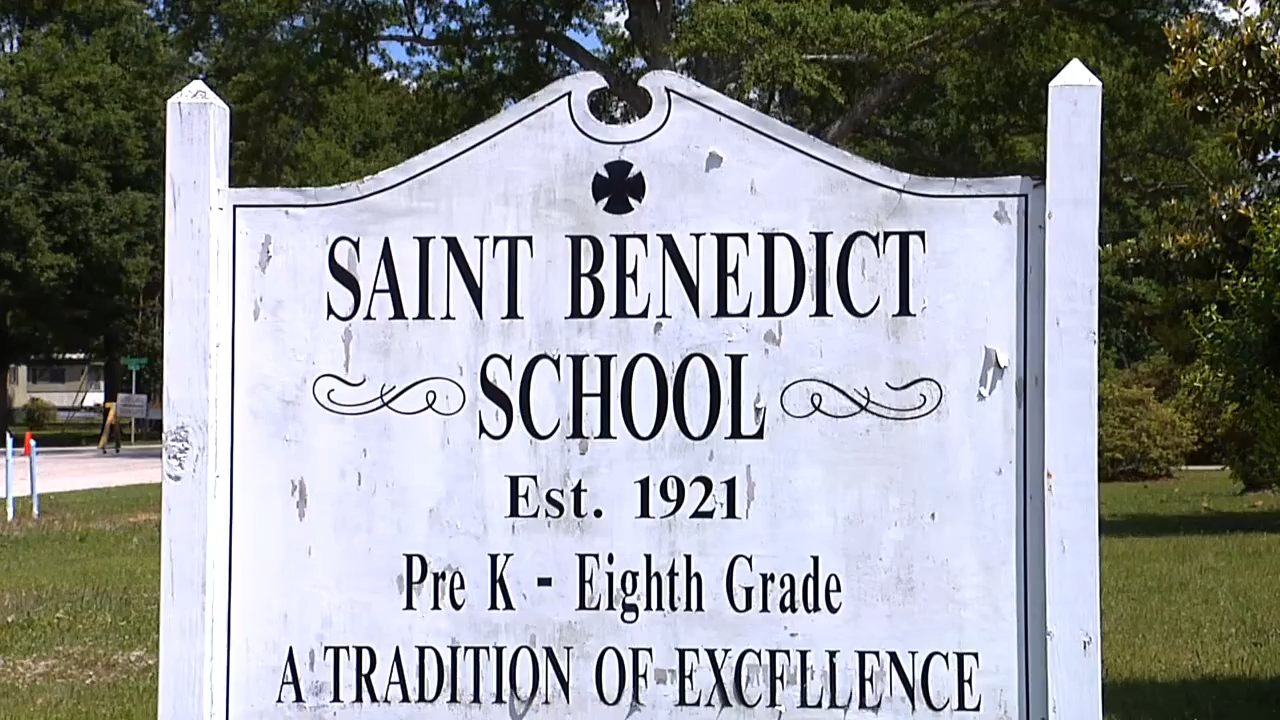 SAINT BENEDICT
SCHOOL
Est. 1921
Pre K - Eighth Grade
A TRADITION OF EXCELLENCE